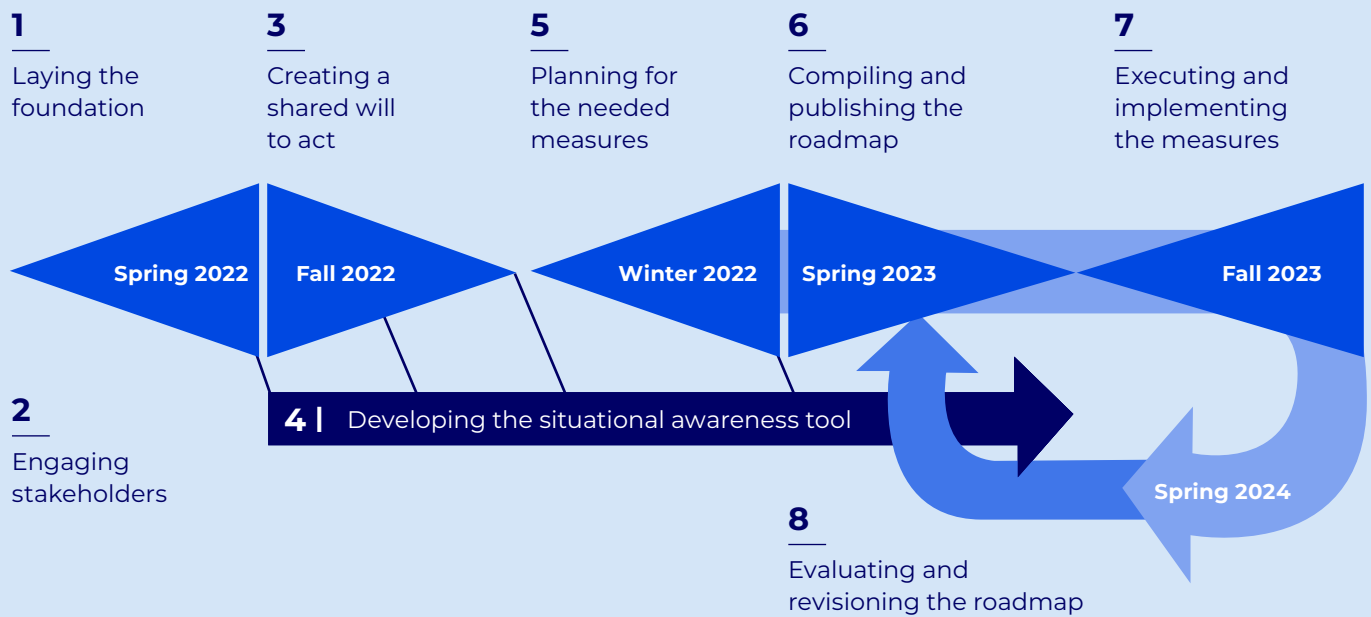 1
Laying the
foundation
3
Creating a
shared will
to act
5
Planning for
the needed
measures
6
Compiling and
publishing the
roadmap
7
Executing and
implementing
the measures
Spring 2022
Fall 2022
Winter 2022
Spring 2023
Fall 2023
2
Engaging
stakeholders
4 | Developing the situational awareness tool
Spring 2024
8
Evaluating and
revisioning the roadmap